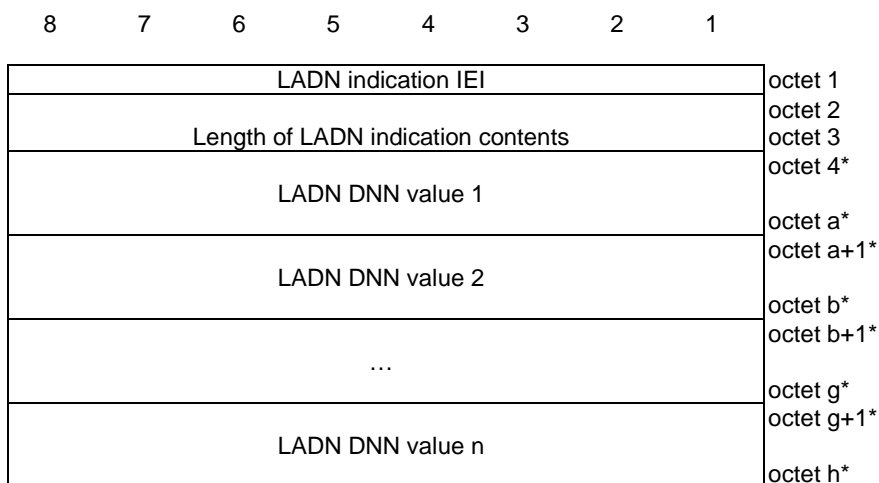 8 7 6 5 4 3 2 1
LADN indication IEI octet 1
octet 2
Length of LADN indication contents octet 3
octet 4*
LADN DNN value 1
octet a*
octet a+1*
LADN DNN value 2
octet b*
octet b+1*
…
octet g*
octet g+1*
LADN DNN value n
octet h*